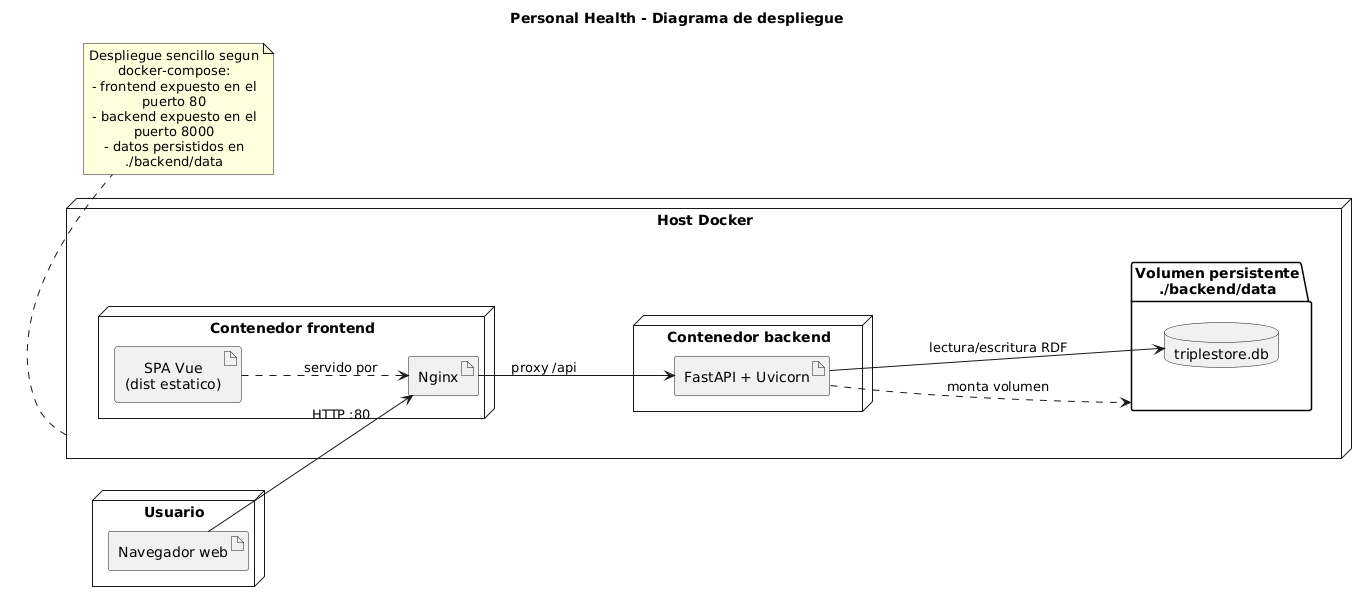 Personal Health - Diagrama de despliegue
Despliegue sencillo segun
docker-compose:
- frontend expuesto en el
puerto 80
- backend expuesto en el
puerto 8000
- datos persistidos en
./backend/data
Host Docker
Volumen persistente
./backend/data
triplestore.db
Contenedor frontend
SPA Vue
(dist estatico)
servido por
Nginx
proxy /api
Contenedor backend
FastAPI + Uvicorn
lectura/escritura RDF
monta volumen
HTTP :80
Usuario
Navegador web